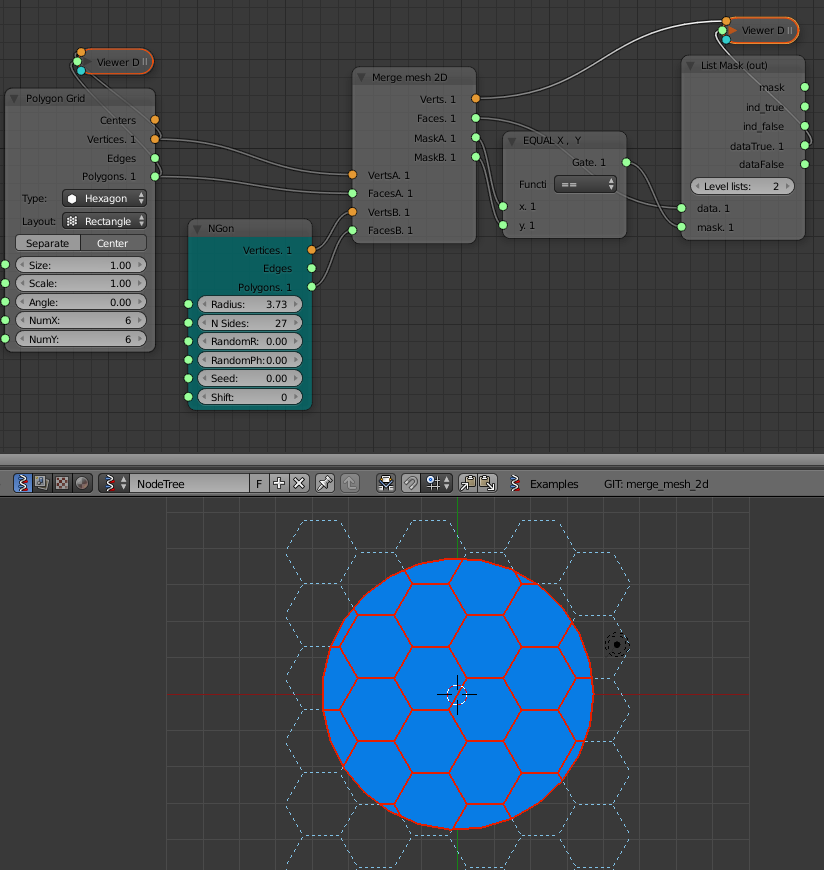 Viewer D
Polygon Grid
Centers
Vertices. 1
Edges
Polygons. 1
Type: Hexagon
Layout: Rectangle
Separate Center
Size: 1.00
Scale: 1.00
Angle: 0.00
NumX: 6
NumY: 6
NGon
Vertices. 1
Edges
Polygons. 1
Radius: 3.73
N Sides: 27
RandomR: 0.00
RandomPh: 0.00
Seed: 0.00
Shift: 0
Merge mesh 2D
Verts. 1
Faces. 1
MaskA. 1
MaskB. 1
VertsA. 1
FacesA. 1
VertsB. 1
FacesB. 1
EQUAL X , Y
Gate. 1
Functi ==
x. 1
y. 1
Viewer D
List Mask (out)
mask
ind_true
ind_false
dataTrue. 1
dataFalse
Level lists: 2
data. 1
mask. 1
NodeTree F Examples GIT: merge_mesh_2d